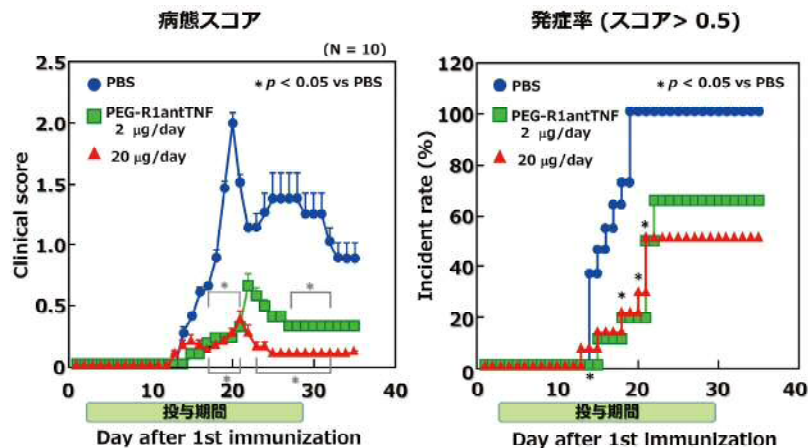 病態スコア
(N = 10)
2.5
2.0
1.5
1.0
0.5
0
Clinical score
PBS
* p < 0.05 vs PBS
PEG-R1antTNF
2 μg/day
20 μg/day
*
*
*
*
0
10
20
30
40
投与期間
Day after 1st immunization
発症率 (スコア> 0.5)
120
100
80
60
40
20
0
Incident rate (%)
PBS
* p < 0.05 vs PBS
PEG-R1antTNF
2 μg/day
20 μg/day
*
*
*
*
0
10
20
30
40
投与期間
Day after 1st immunization